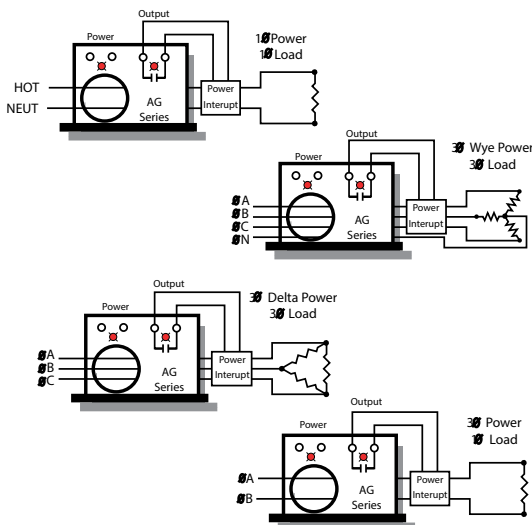 Output
Power
1Ø Power
1Ø Load
HOT
NEUT
AG
Series
Power
Interupt
Output
Power
3Ø Wye Power
3Ø Load
ØA
ØB
ØC
ØN
AG
Series
Power
Interupt
Output
Power
3Ø Delta Power
3Ø Load
ØA
ØB
ØC
AG
Series
Power
Interupt
Output
Power
3Ø Power
1Ø Load
ØA
ØB
AG
Series
Power
Interupt